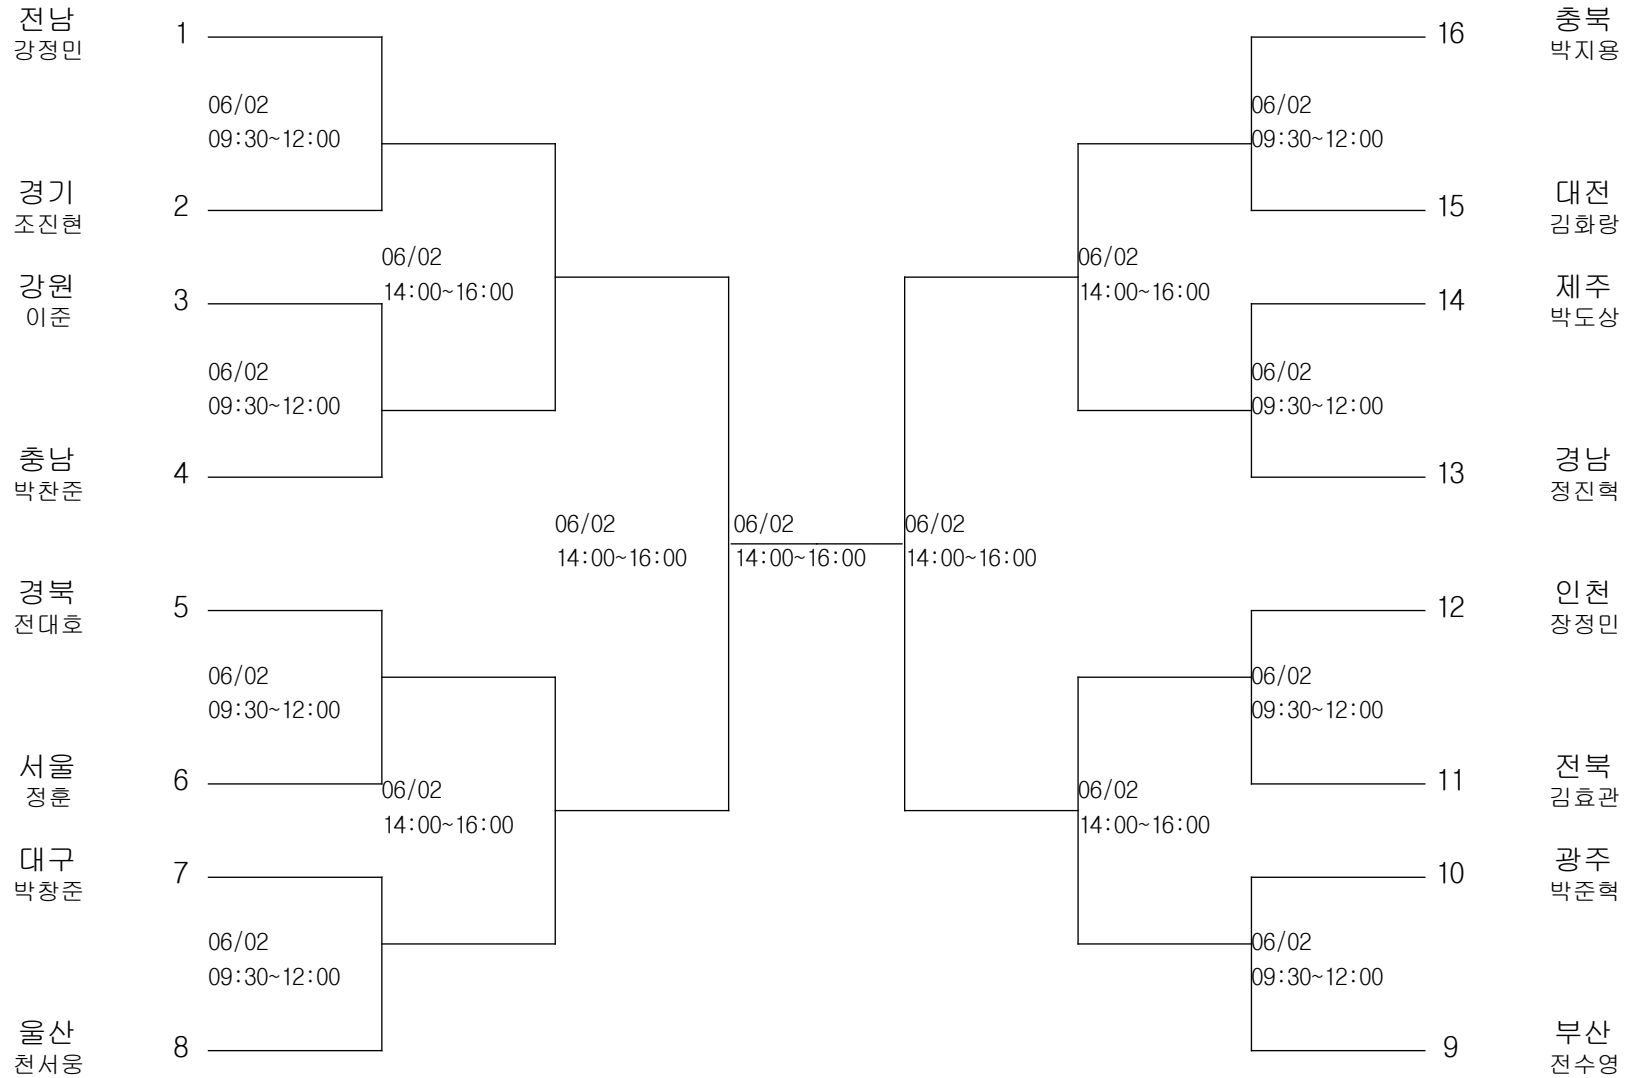 전남
강정민
1
16
충북
박지용
06/02
09:30~12:00
06/02
09:30~12:00
경기
조진현
2
15
대전
김화랑
06/02
14:00~16:00
06/02
14:00~16:00
강원
이준
3
14
제주
박도상
06/02
09:30~12:00
06/02
09:30~12:00
충남
박찬준
4
13
경남
정진혁
06/02
14:00~16:00
06/02
14:00~16:00
06/02
14:00~16:00
경북
전대호
5
12
인천
장정민
06/02
09:30~12:00
06/02
09:30~12:00
서울
정훈
6
11
전북
김효관
06/02
14:00~16:00
06/02
14:00~16:00
대구
박창준
7
10
광주
박준혁
06/02
09:30~12:00
06/02
09:30~12:00
울산
천서웅
8
9
부산
전수영